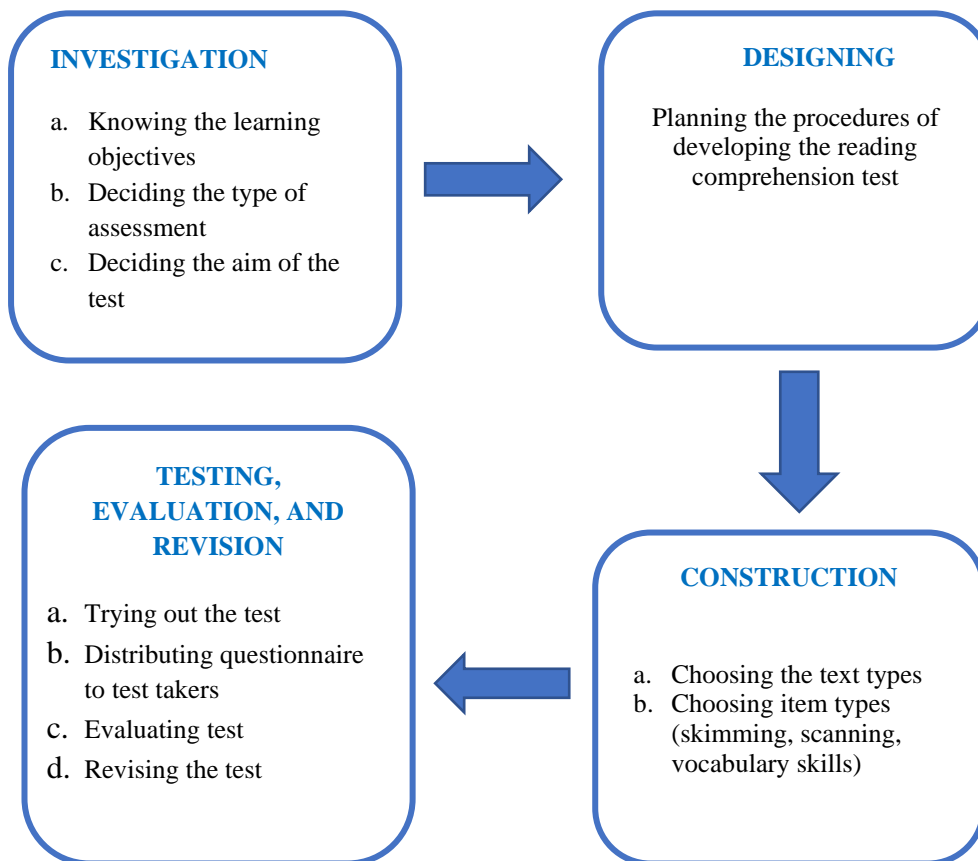 INVESTIGATION
a. Knowing the learning
objectives
b. Deciding the type of
assessment
c. Deciding the aim of the
test
DESIGNING
Planning the procedures of
developing the reading
comprehension test
CONSTRUCTION
a. Choosing the text types
b. Choosing item types
(skimming, scanning,
vocabulary skills)
TESTING,
EVALUATION, AND
REVISION
a. Trying out the test
b. Distributing questionnaire
to test takers
c. Evaluating test
d. Revising the test